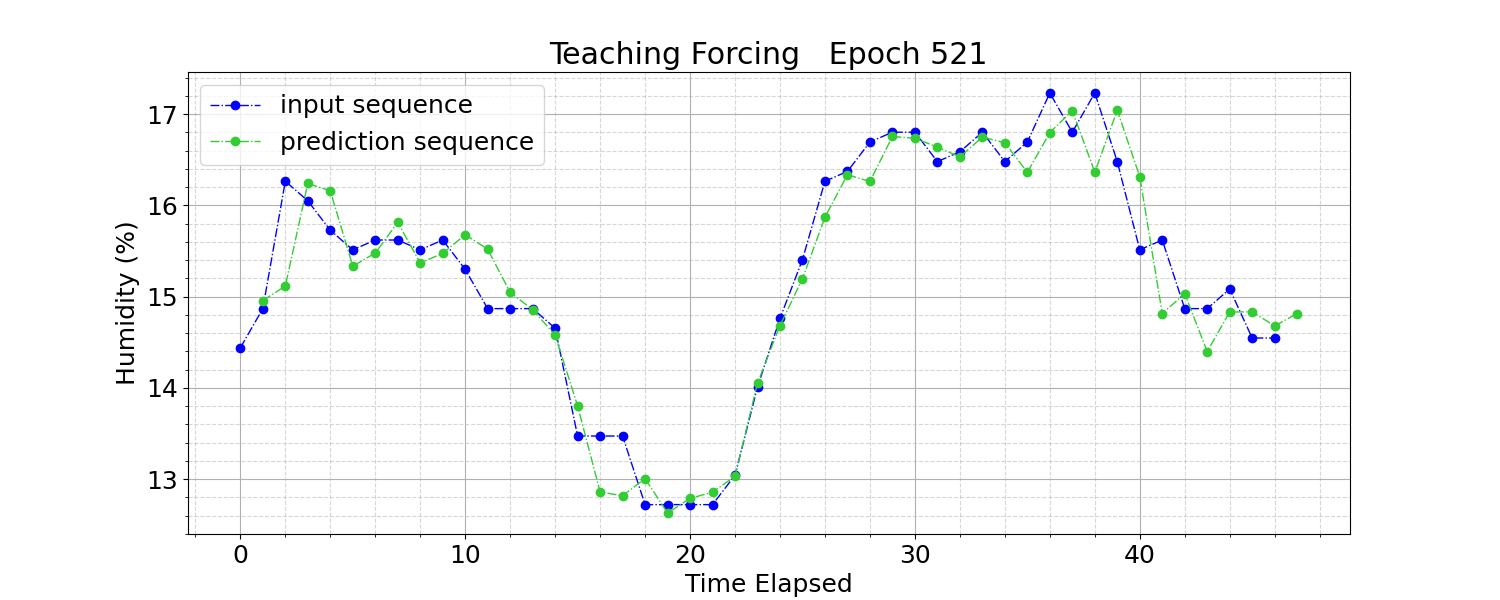 Teaching Forcing   Epoch 521
input sequence
prediction sequence
Humidity (%)
17
16
15
14
13
0 10 20 30 40
Time Elapsed